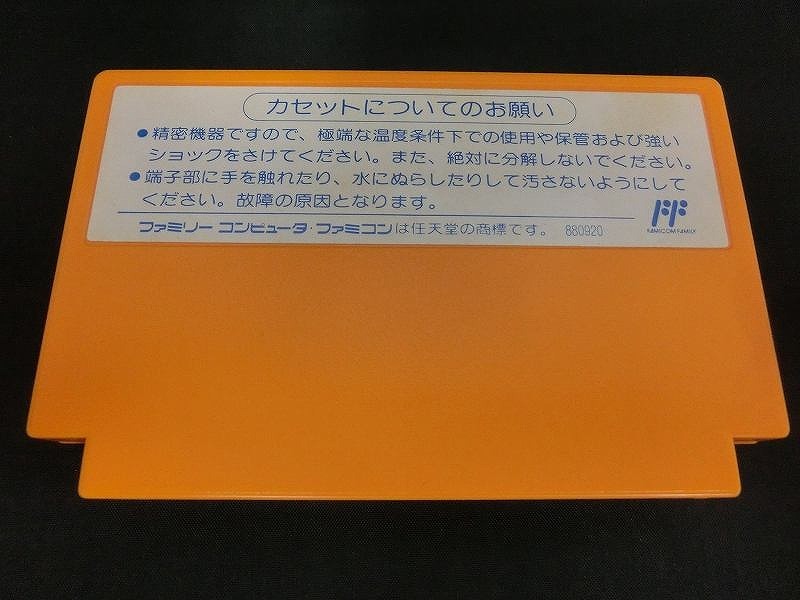 カセットについてのお願い
●精密機器ですので、極端な温度条件下での使用や保管および強い
ショックをさけてください。また、絶対に分解しないでください。
●端子部に手を触れたり、水にぬらしたりして汚さないようにして
ください。故障の原因となります。
FAMICOM FAMILY
ファミリー コンピュータ・ファミコンは任天堂の商標です。 880920